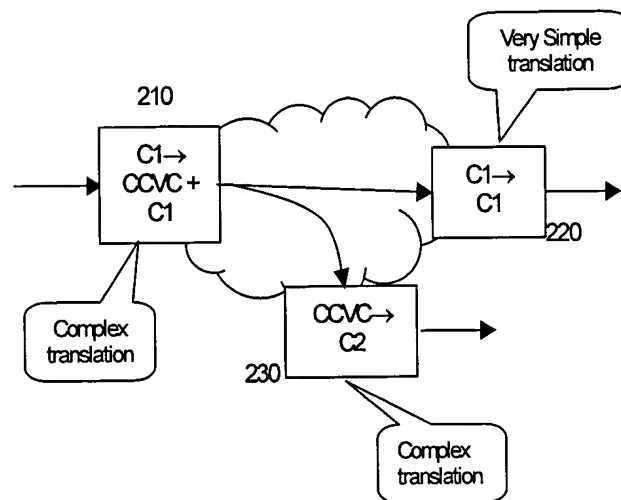 Very Simple
translation
210
C1→
CCVC +
C1
C1→
C1
220
Complex
translation
CCVC→
C2
230
Complex
translation